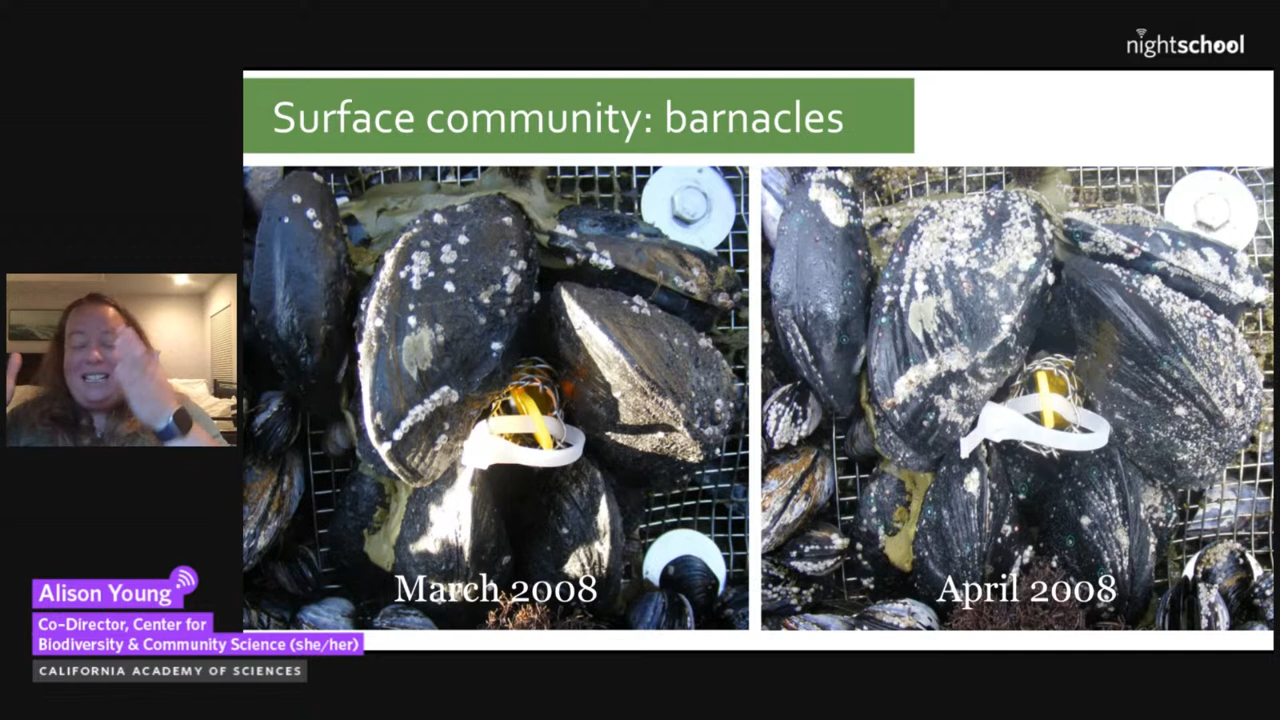 nightschool
Surface community: barnacles
March 2008
April 2008
Alison Young
Co-Director, Center for
Biodiversity & Community Science (she/her)
CALIFORNIA ACADEMY OF SCIENCES